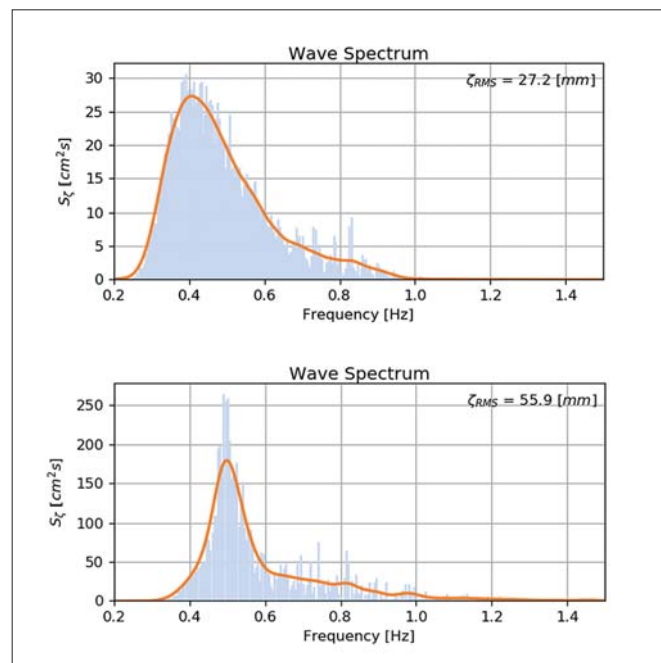 Wave Spectrum
ζRMS = 27.2 [mm]
30
25
20
15
10
5
0
Sζ [cm²s]
0.2 0.4 0.6 0.8 1.0 1.2 1.4
Frequency [Hz]
Wave Spectrum
ζRMS = 55.9 [mm]
250
200
150
100
50
0
Sζ [cm²s]
0.2 0.4 0.6 0.8 1.0 1.2 1.4
Frequency [Hz]